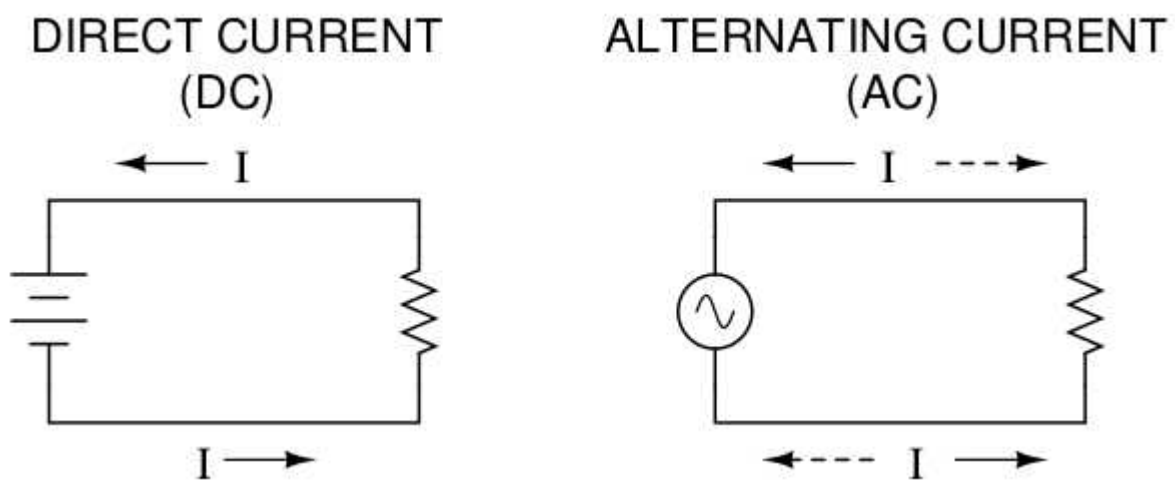 DIRECT CURRENT
(DC)
I
I
ALTERNATING CURRENT
(AC)
I
I